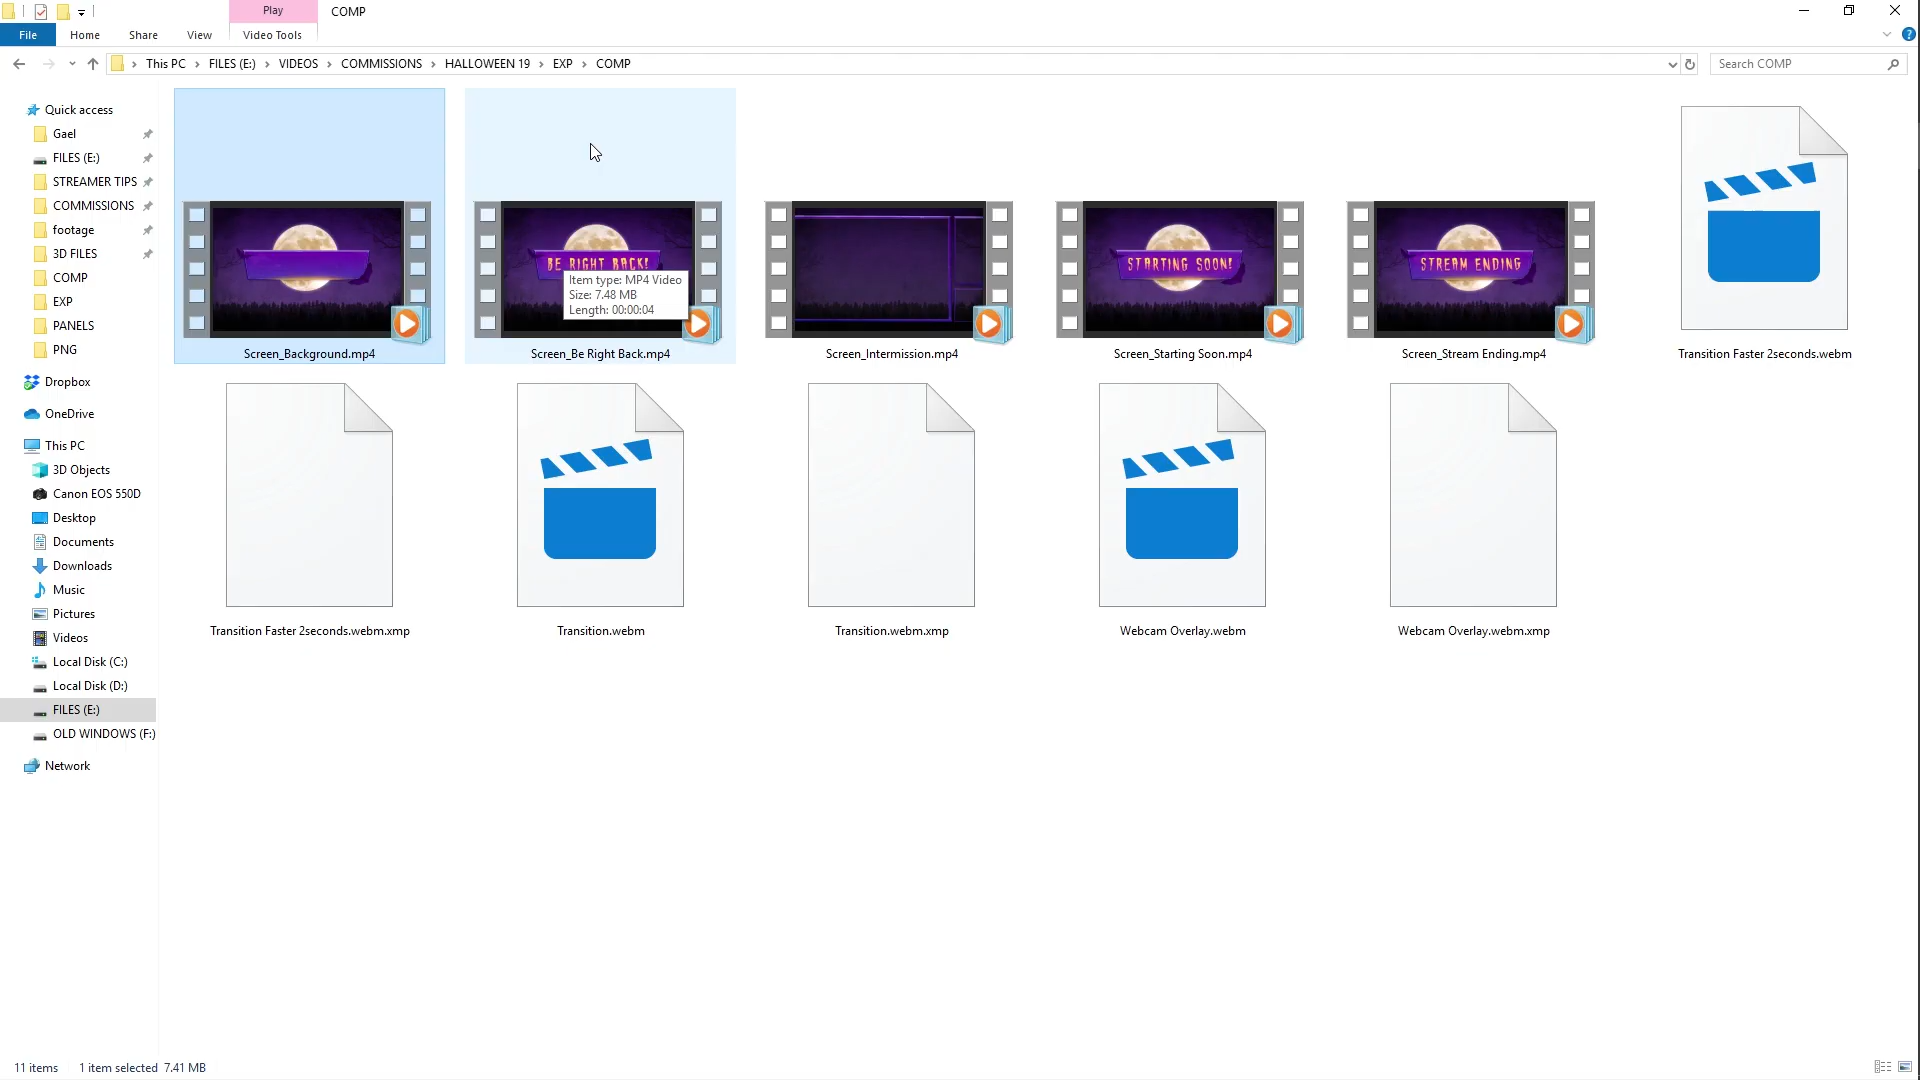 Play
COMP
File
Home
Share
View
Video Tools
?
This PC
FILES (E:)
VIDEOS
COMMISSIONS
HALLOWEEN 19
EXP
COMP
Search COMP
Quick access
Gael
FILES (E:)
STREAMER TIPS
COMMISSIONS
footage
3D FILES
COMP
EXP
PANELS
PNG
Dropbox
OneDrive
This PC
3D Objects
Canon EOS 550D
Desktop
Documents
Downloads
Music
Pictures
Videos
Local Disk (C:)
Local Disk (D:)
FILES (E:)
OLD WINDOWS (F:)
Network
BE RIGHT BACK!
STARTING SOON!
STREAM ENDING
Item type: MP4 Video
Size: 7.48 MB
Length: 00:00:04
Screen_Background.mp4
Screen_Be Right Back.mp4
Screen_Intermission.mp4
Screen_Starting Soon.mp4
Screen_Stream Ending.mp4
Transition Faster 2seconds.webm
Transition Faster 2seconds.webm.xmp
Transition.webm
Transition.webm.xmp
Webcam Overlay.webm
Webcam Overlay.webm.xmp
11 items
1 item selected 7.41 MB